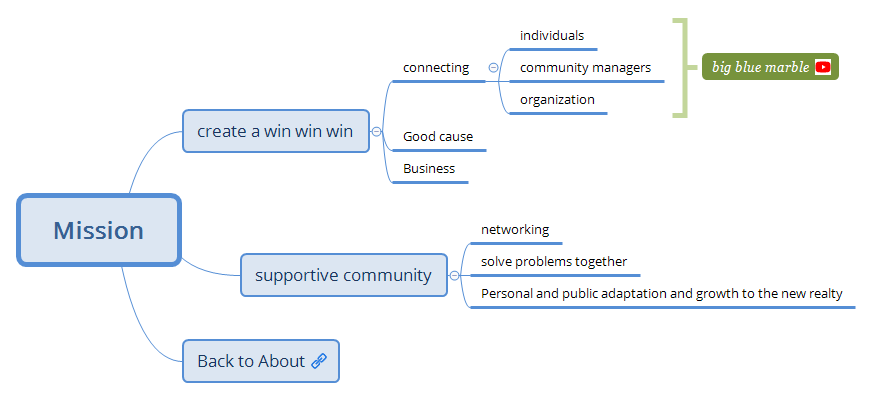 individuals
connecting
community managers
big blue marble
organization
create a win win win
Good cause
Business
Mission
networking
supportive community
solve problems together
Personal and public adaptation and growth to the new realty
Back to About